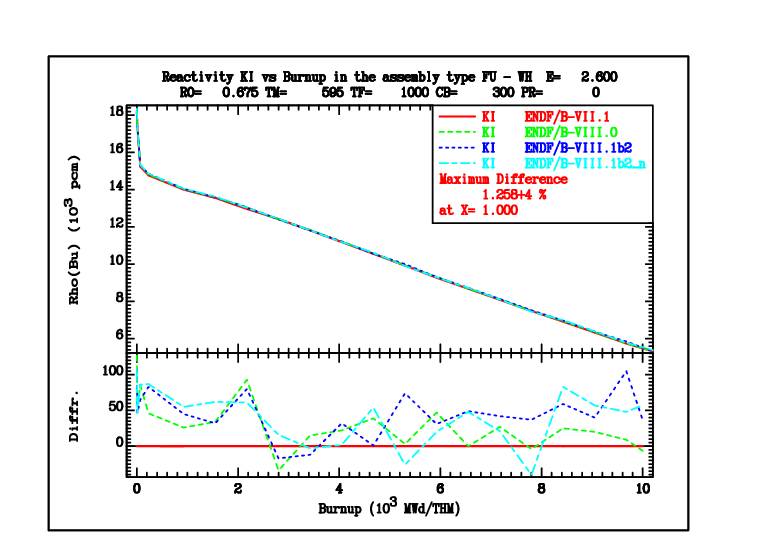 Reactivity KI vs Burnup in the assembly type FU - WH E= 2.600
RO= 0.675 TM= 595 TF= 1000 CB= 300 PR= 0
KI ENDF/B-VII.1
KI ENDF/B-VIII.0
KI ENDF/B-VIII.1b2
KI ENDF/B-VIII.1b2_n
Maximum Difference
1.258+4 %
at X= 1.000
Rho(Bu) (10³ pcm)
18
16
14
12
10
8
6
Diffr.
100
50
0
0 2 4 6 8 10
Burnup (10³ MWd/THM)